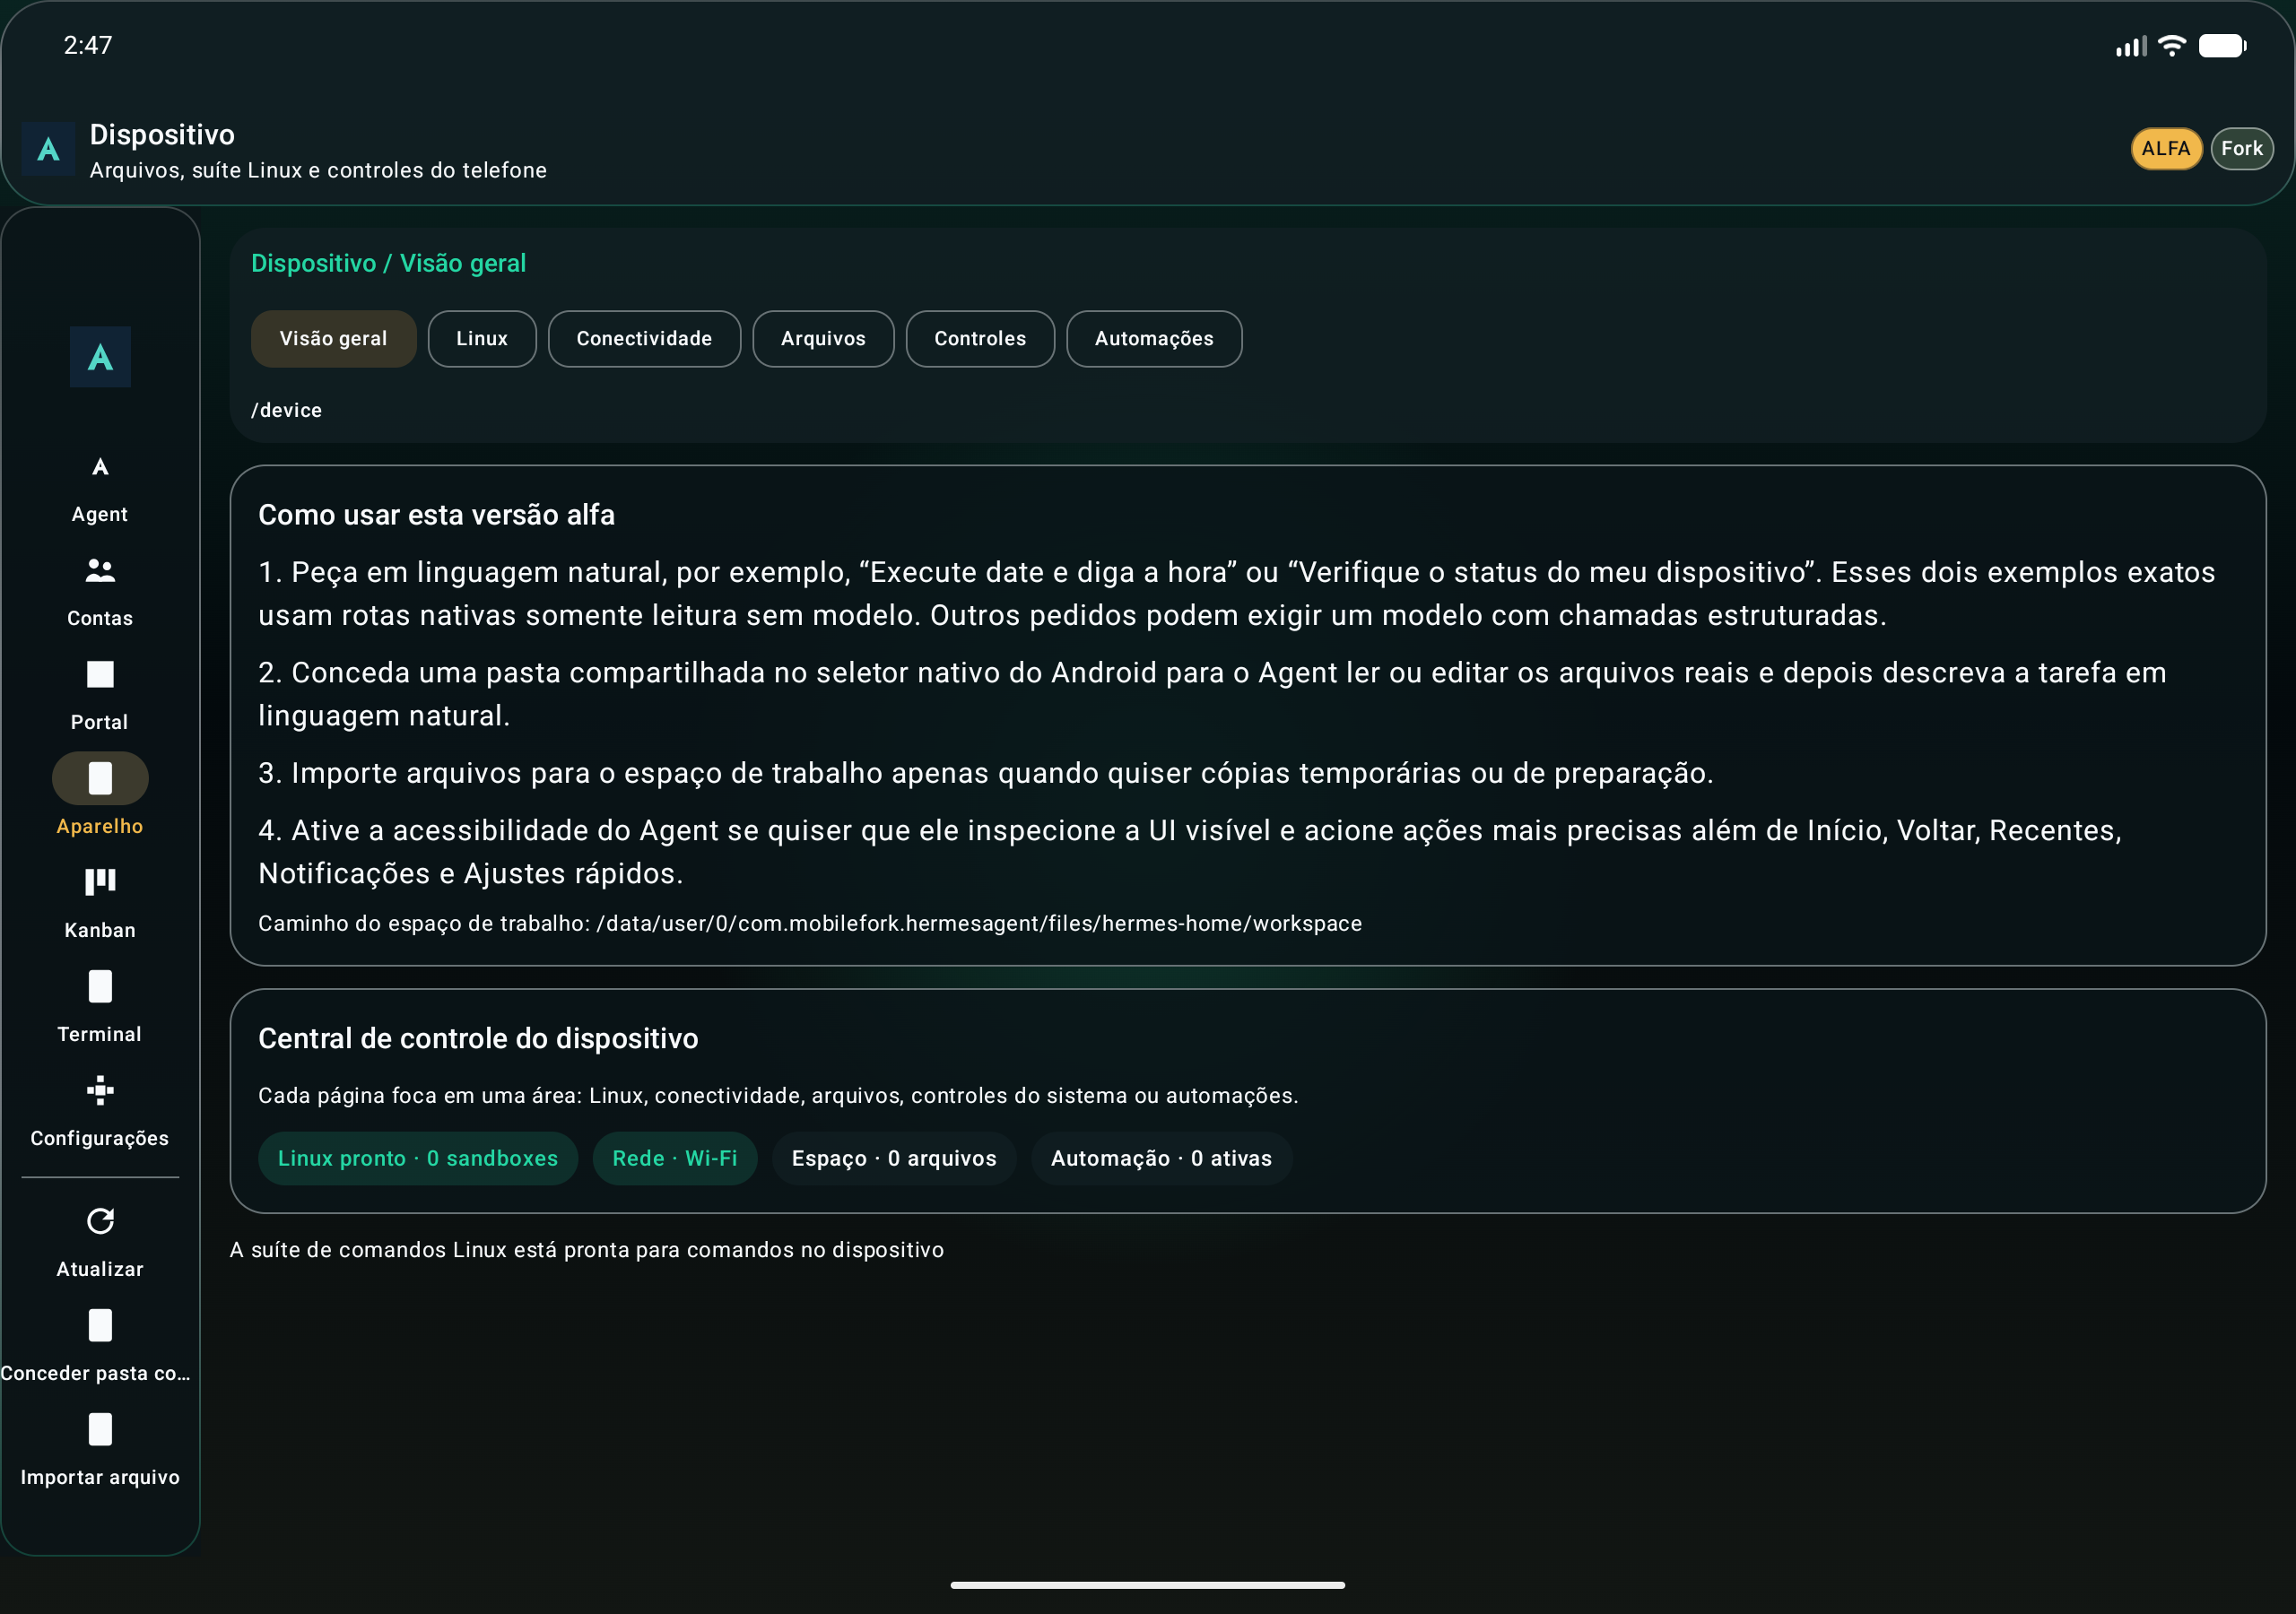 2:47
Dispositivo
Arquivos, suíte Linux e controles do telefone
ALFA
Fork
Agent
Contas
Portal
Aparelho
Kanban
Terminal
Configurações
Atualizar
Conceder pasta co…
Importar arquivo
Dispositivo / Visão geral
Visão geral
Linux
Conectividade
Arquivos
Controles
Automações
/device
Como usar esta versão alfa
1. Peça em linguagem natural, por exemplo, “Execute date e diga a hora” ou “Verifique o status do meu dispositivo”. Esses dois exemplos exatos
usam rotas nativas somente leitura sem modelo. Outros pedidos podem exigir um modelo com chamadas estruturadas.
2. Conceda uma pasta compartilhada no seletor nativo do Android para o Agent ler ou editar os arquivos reais e depois descreva a tarefa em
linguagem natural.
3. Importe arquivos para o espaço de trabalho apenas quando quiser cópias temporárias ou de preparação.
4. Ative a acessibilidade do Agent se quiser que ele inspecione a UI visível e acione ações mais precisas além de Início, Voltar, Recentes,
Notificações e Ajustes rápidos.
Caminho do espaço de trabalho: /data/user/0/com.mobilefork.hermesagent/files/hermes-home/workspace
Central de controle do dispositivo
Cada página foca em uma área: Linux, conectividade, arquivos, controles do sistema ou automações.
Linux pronto · 0 sandboxes
Rede · Wi-Fi
Espaço · 0 arquivos
Automação · 0 ativas
A suíte de comandos Linux está pronta para comandos no dispositivo